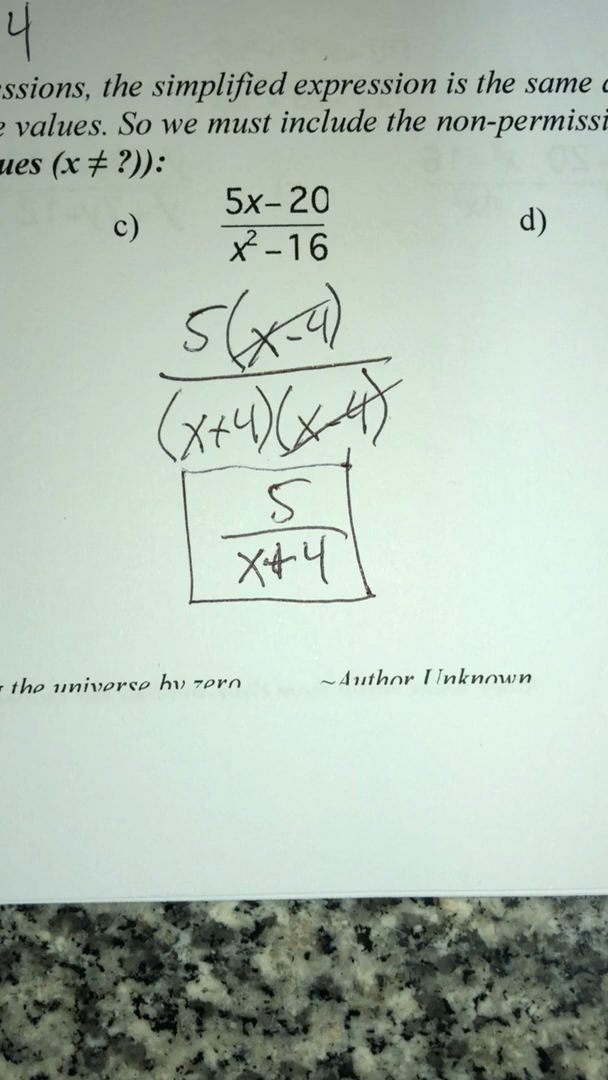 4
ssions, the simplified expression is the same
e values. So we must include the non-permissi
ues (x ≠ ?)):
c) 5x-20 d)
x²-16
5(x-4)
(x+4)(x-4)
5
x+4
the universe by zero ~Author Unknown